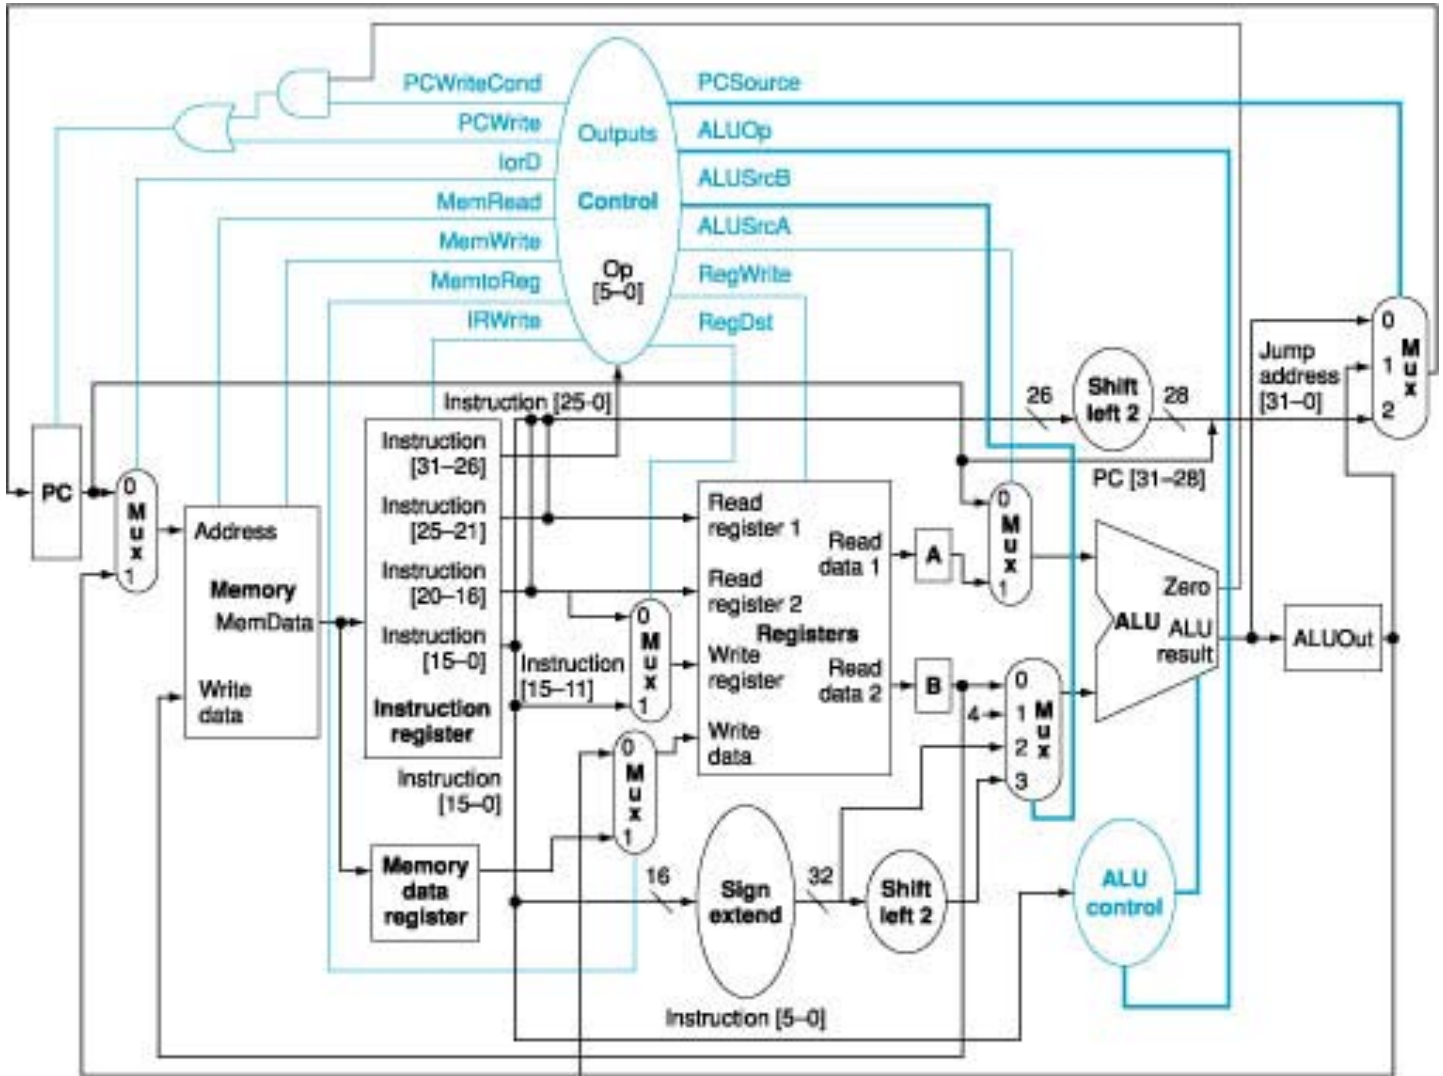 PCWriteCond
PCWrite
IorD
MemRead
MemWrite
MemtoReg
IRWrite
Outputs
Control
Op
[5–0]
PCSource
ALUOp
ALUSrcB
ALUSrcA
RegWrite
RegDst
PC
0
M
u
x
1
Address
Memory
MemData
Write
data
Instruction [25-0]
Instruction
[31–26]
Instruction
[25–21]
Instruction
[20–16]
Instruction
[15–0]
Instruction
register
Instruction
[15–11]
Instruction
[15–0]
Memory
data
register
0
M
u
x
1
0
M
u
x
1
Read
register 1
Read
register 2
Registers
Write
register
Write
data
Read
data 1
Read
data 2
A
B
16
Sign
extend
32
Shift
left 2
Instruction [5–0]
26
Shift
left 2
28
PC [31–28]
Jump
address
[31–0]
0
M
u
x
1
4
0
1
2
3
M
u
x
Zero
ALU
ALU
result
ALUOut
ALU
control
0
1
2
M
u
x